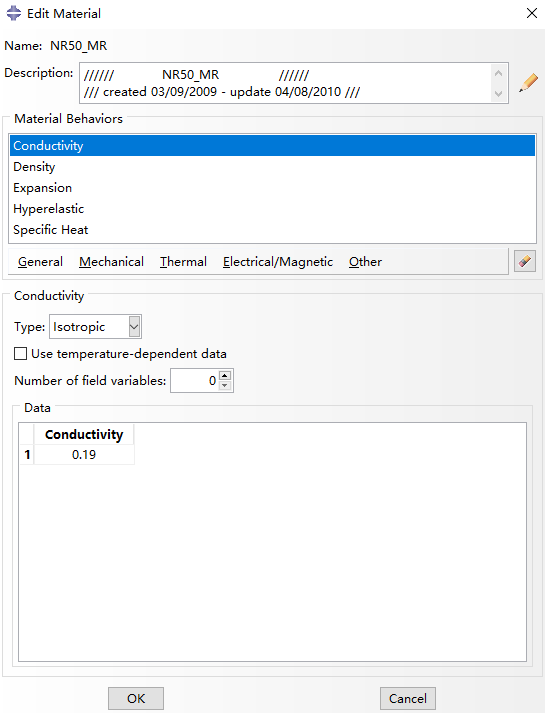 Edit Material
Name: NR50_MR
Description: ////// NR50_MR //////
/// created 03/09/2009 - update 04/08/2010 ///
Material Behaviors
Conductivity
Density
Expansion
Hyperelastic
Specific Heat
General Mechanical Thermal Electrical/Magnetic Other
Conductivity
Type: Isotropic
Use temperature-dependent data
Number of field variables: 0
Data
Conductivity
1 0.19
OK Cancel